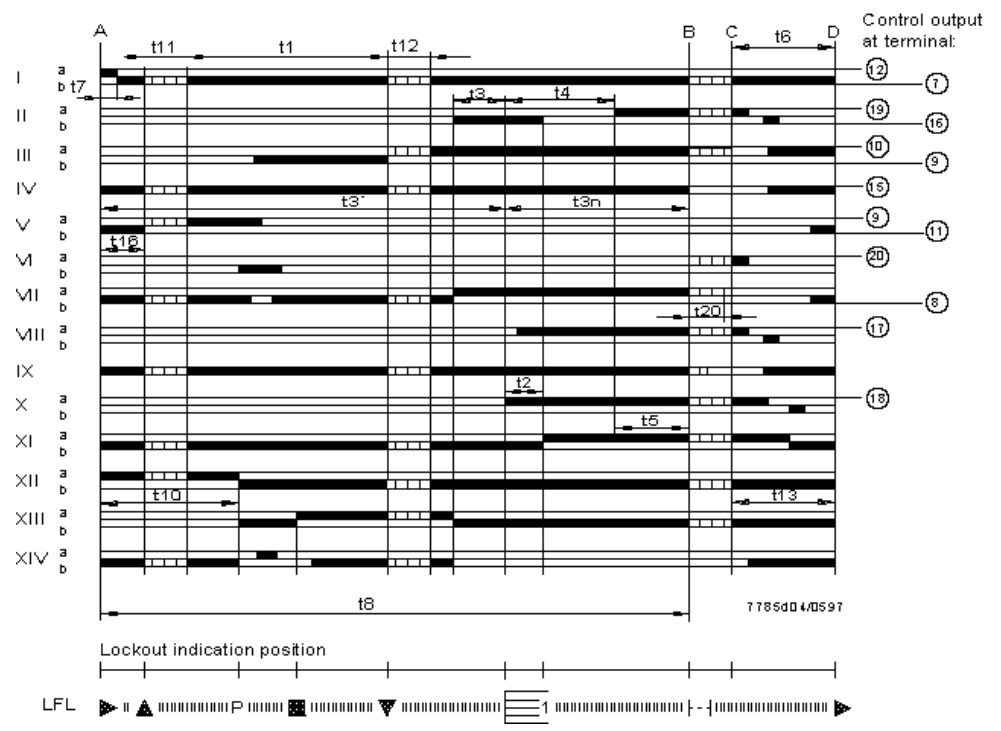 Control output
at terminal:
A B C D
t11 t1 t12 t6
I a 12
b t7 7
t3 t4
II a 19
b 16
III a 10
b 9
IV 15
t3' t3n
V a 9
b 11
t16
VI a 20
b
VII a
b 8
t20
VIII a 17
b
IX
t2
X a 18
b
t5
XI a
b
XII a
b
t10 t13
XIII a
b
XIV a
b
t8
7785d04/0597
Lockout indication position
LFL P 1